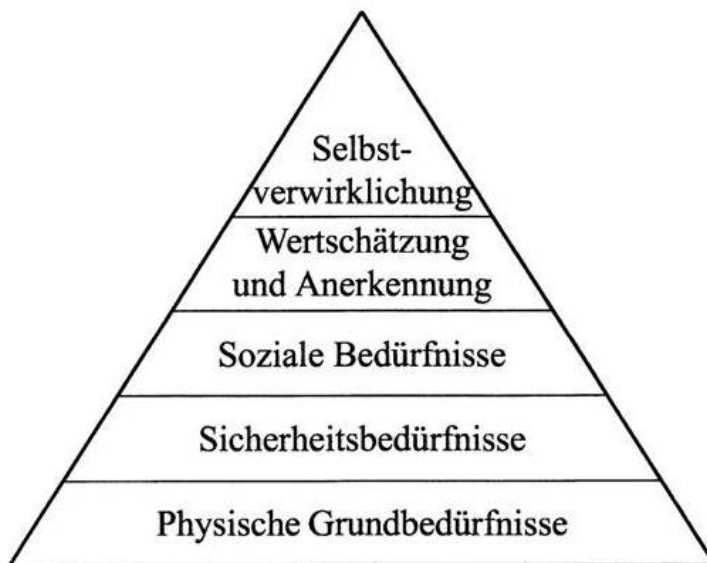 Selbst-
verwirklichung
Wertschätzung
und Anerkennung
Soziale Bedürfnisse
Sicherheitsbedürfnisse
Physische Grundbedürfnisse